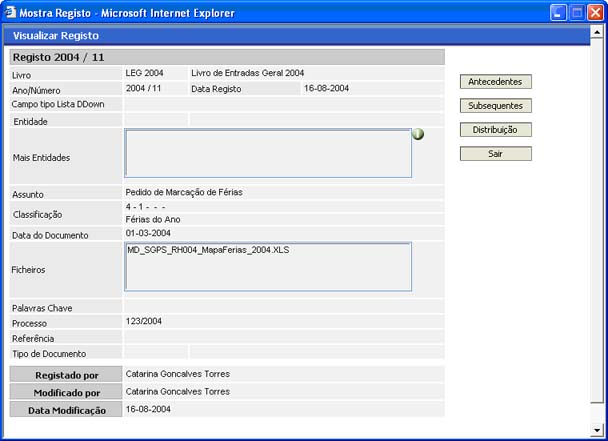 Mostra Registo - Microsoft Internet Explorer
Visualizar Registo
Registo 2004 / 11
Livro LEG 2004 Livro de Entradas Geral 2004
Ano/Número 2004 / 11 Data Registo 16-08-2004
Campo tipo Lista DDown
Entidade
Mais Entidades
Assunto Pedido de Marcação de Férias
Classificação 4 - 1 - - -
Férias do Ano
Data do Documento 01-03-2004
Ficheiros MD_SGPS_RH004_MapaFerias_2004.XLS
Palavras Chave
Processo 123/2004
Referência
Tipo de Documento
Registado por Catarina Goncalves Torres
Modificado por Catarina Goncalves Torres
Data Modificação 16-08-2004
Antecedentes
Subsequentes
Distribuição
Sair